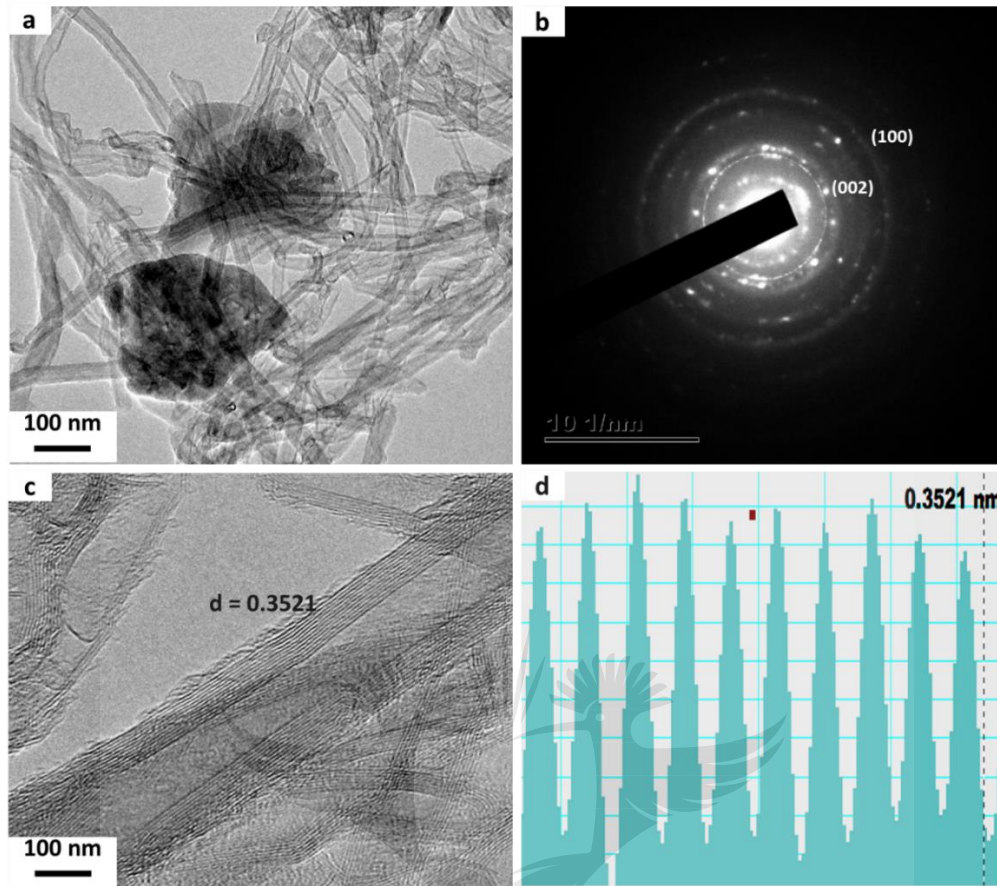 a
100 nm
b
(100)
(002)
10 1/nm
c
d = 0.3521
100 nm
d
0.3521 nm